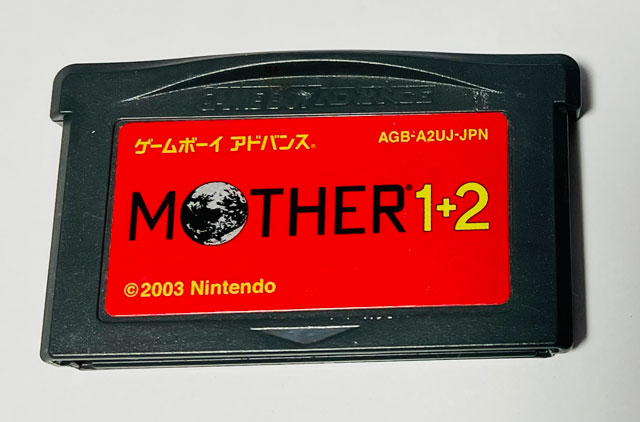 GAME BOY ADVANCE
ゲームボーイ アドバンス®
AGB-A2UJ-JPN
MOTHER® 1+2
©2003 Nintendo